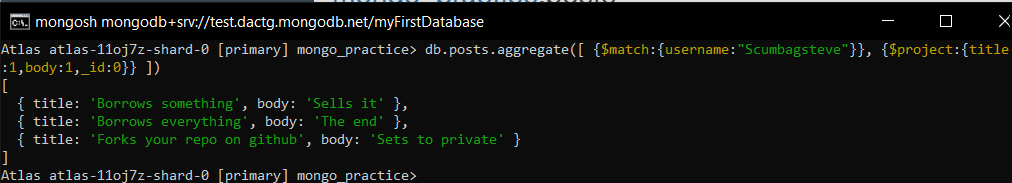 mongosh mongodb+srv://test.dactg.mongodb.net/myFirstDatabase
Atlas atlas-11oj7z-shard-0 [primary] mongo_practice> db.posts.aggregate([ {$match:{username:"Scumbagsteve"}}, {$project:{title
:1,body:1,_id:0}} ])
[
  { title: 'Borrows something', body: 'Sells it' },
  { title: 'Borrows everything', body: 'The end' },
  { title: 'Forks your repo on github', body: 'Sets to private' }
]
Atlas atlas-11oj7z-shard-0 [primary] mongo_practice>